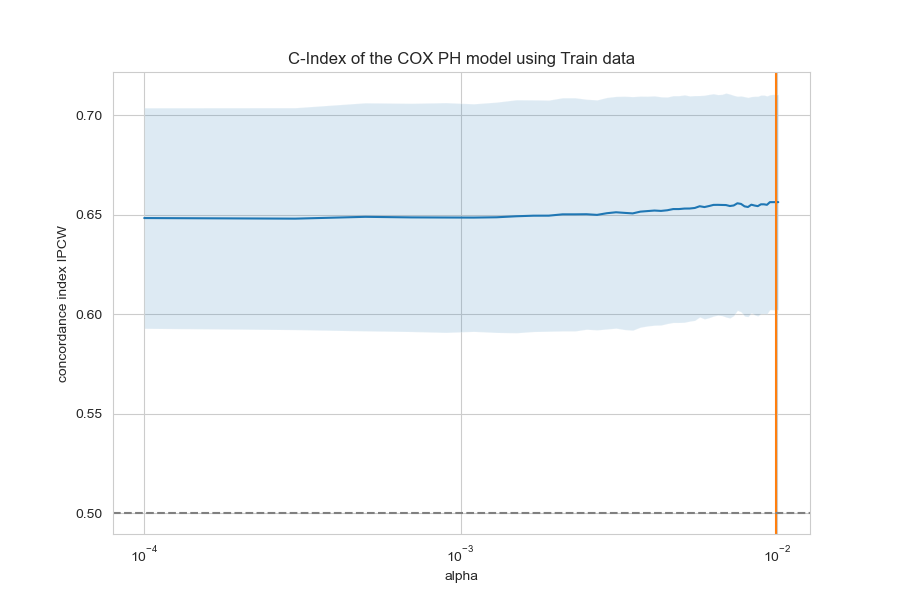 C-Index of the COX PH model using Train data
concordance index IPCW
0.70
0.65
0.60
0.55
0.50
10⁻⁴
10⁻³
10⁻²
alpha